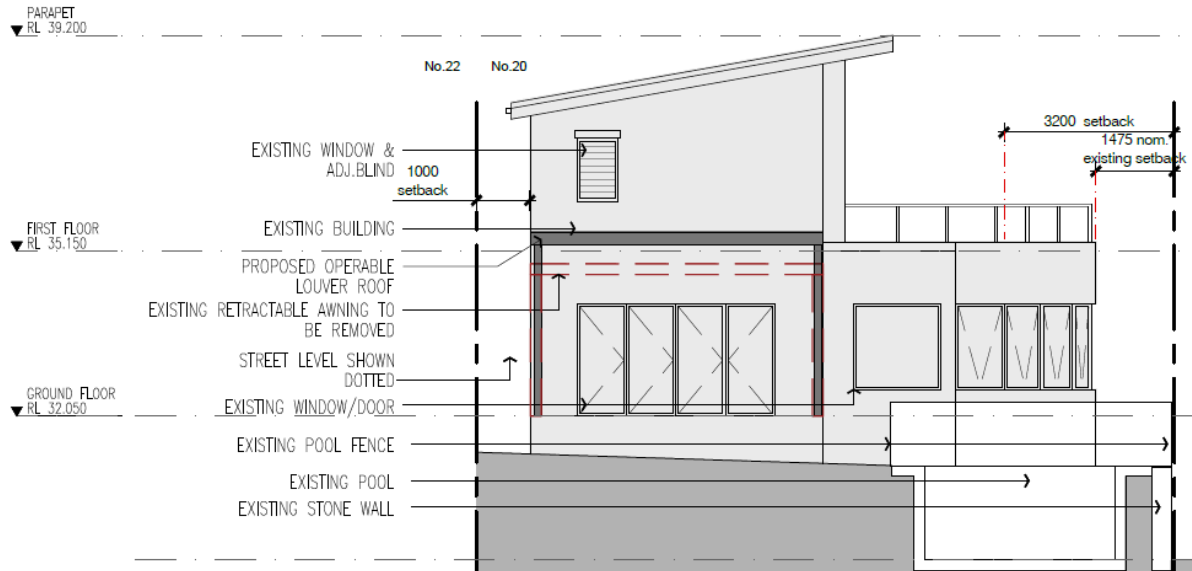 PARAPET
RL 39.200
No.22 No.20
3200 setback
1475 nom.
existing setback
EXISTING WINDOW &
ADJ.BLIND
1000
setback
FIRST FLOOR
RL 35.150
EXISTING BUILDING
PROPOSED OPERABLE
LOUVER ROOF
EXISTING RETRACTABLE AWNING TO
BE REMOVED
STREET LEVEL SHOWN
DOTTED
GROUND FLOOR
RL 32.050
EXISTING WINDOW/DOOR
EXISTING POOL FENCE
EXISTING POOL
EXISTING STONE WALL